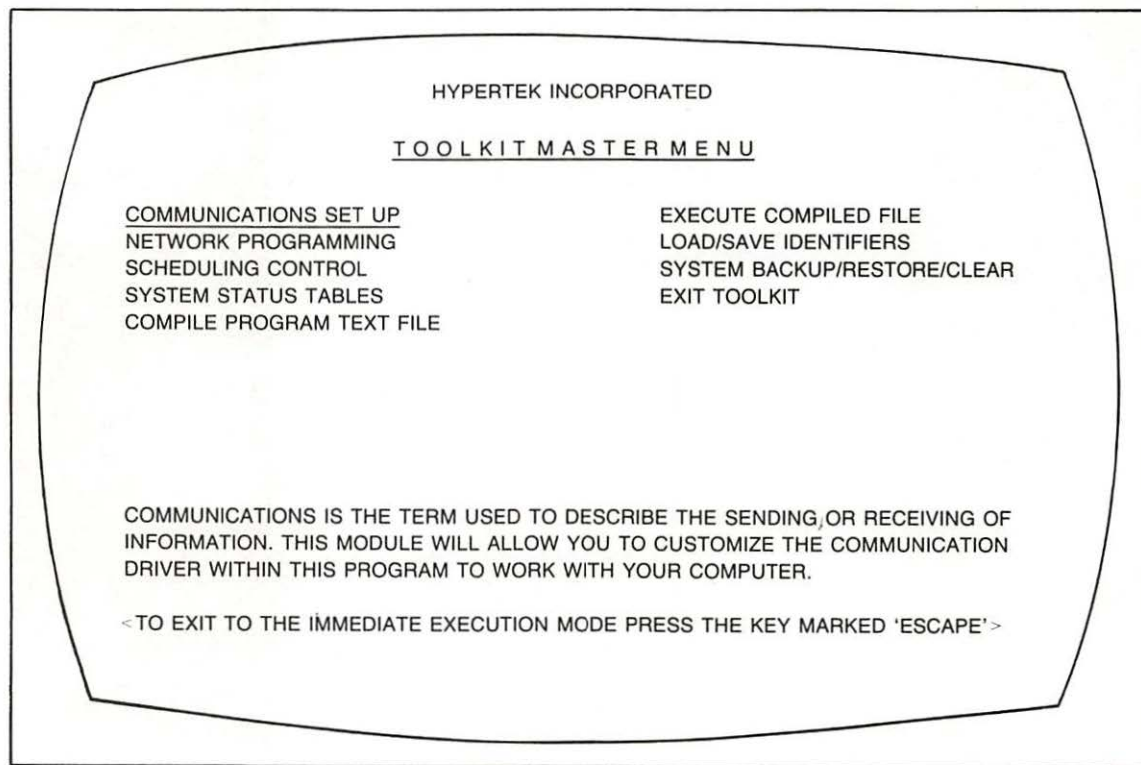 HYPERTEK INCORPORATED
TOOLKIT MASTER MENU
COMMUNICATIONS SET UP
NETWORK PROGRAMMING
SCHEDULING CONTROL
SYSTEM STATUS TABLES
COMPILE PROGRAM TEXT FILE
EXECUTE COMPILED FILE
LOAD/SAVE IDENTIFIERS
SYSTEM BACKUP/RESTORE/CLEAR
EXIT TOOLKIT
COMMUNICATIONS IS THE TERM USED TO DESCRIBE THE SENDING OR RECEIVING OF
INFORMATION. THIS MODULE WILL ALLOW YOU TO CUSTOMIZE THE COMMUNICATION
DRIVER WITHIN THIS PROGRAM TO WORK WITH YOUR COMPUTER.
<TO EXIT TO THE IMMEDIATE EXECUTION MODE PRESS THE KEY MARKED 'ESCAPE'>